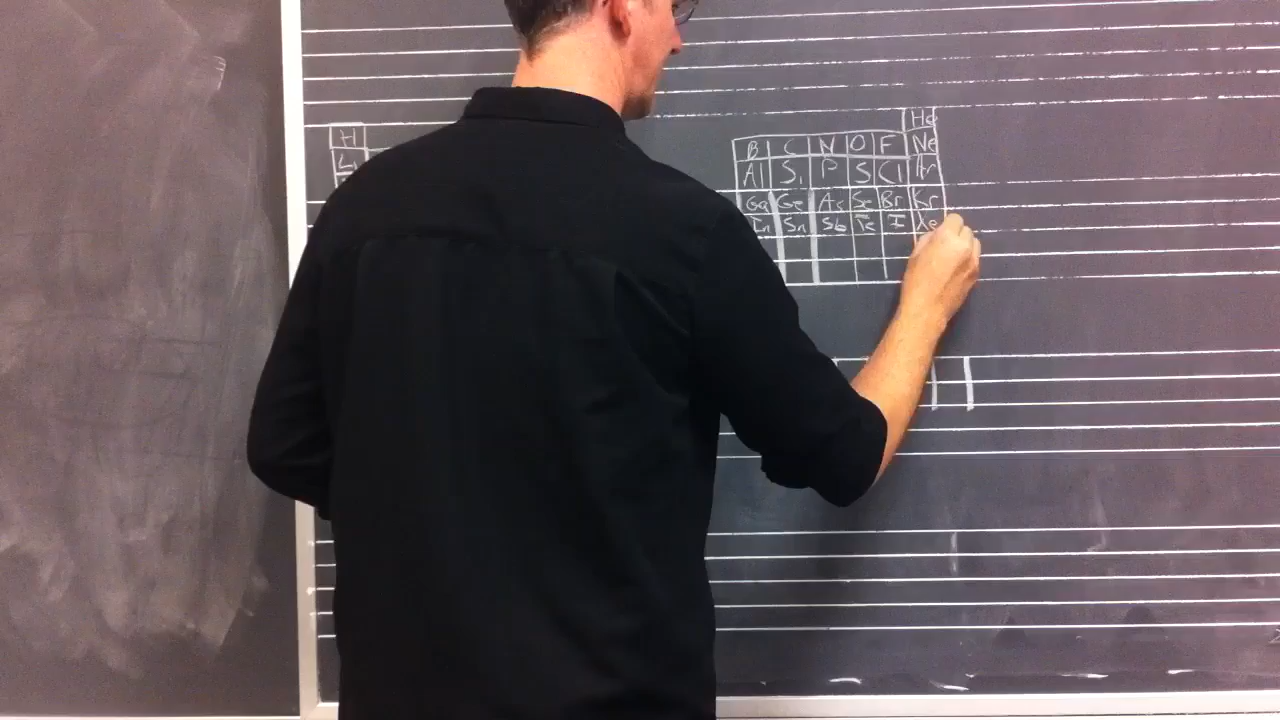 He
H B C N O F Ne
Li Al Si P S Cl Ar
Ga Ge As Se Br Kr
In Sn Sb Te I Xe